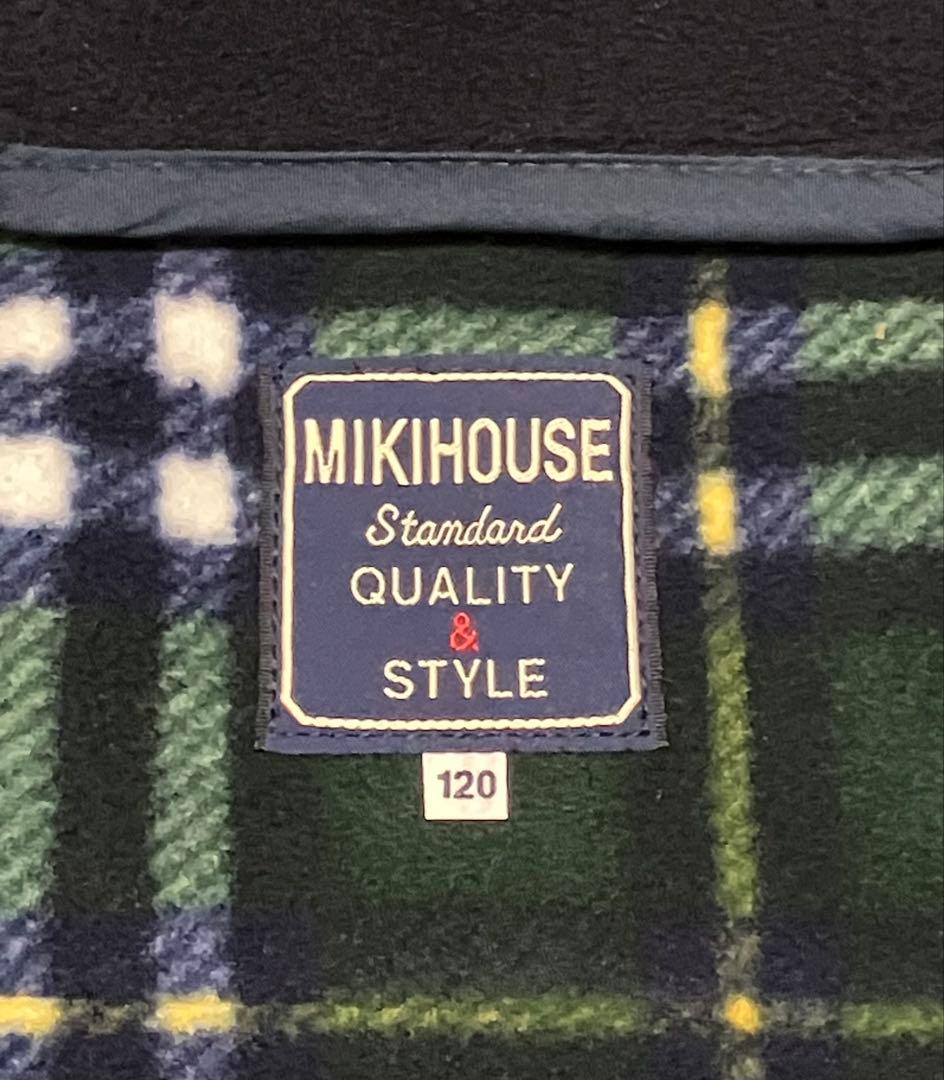 MIKIHOUSE
Standard
QUALITY
&
STYLE
120